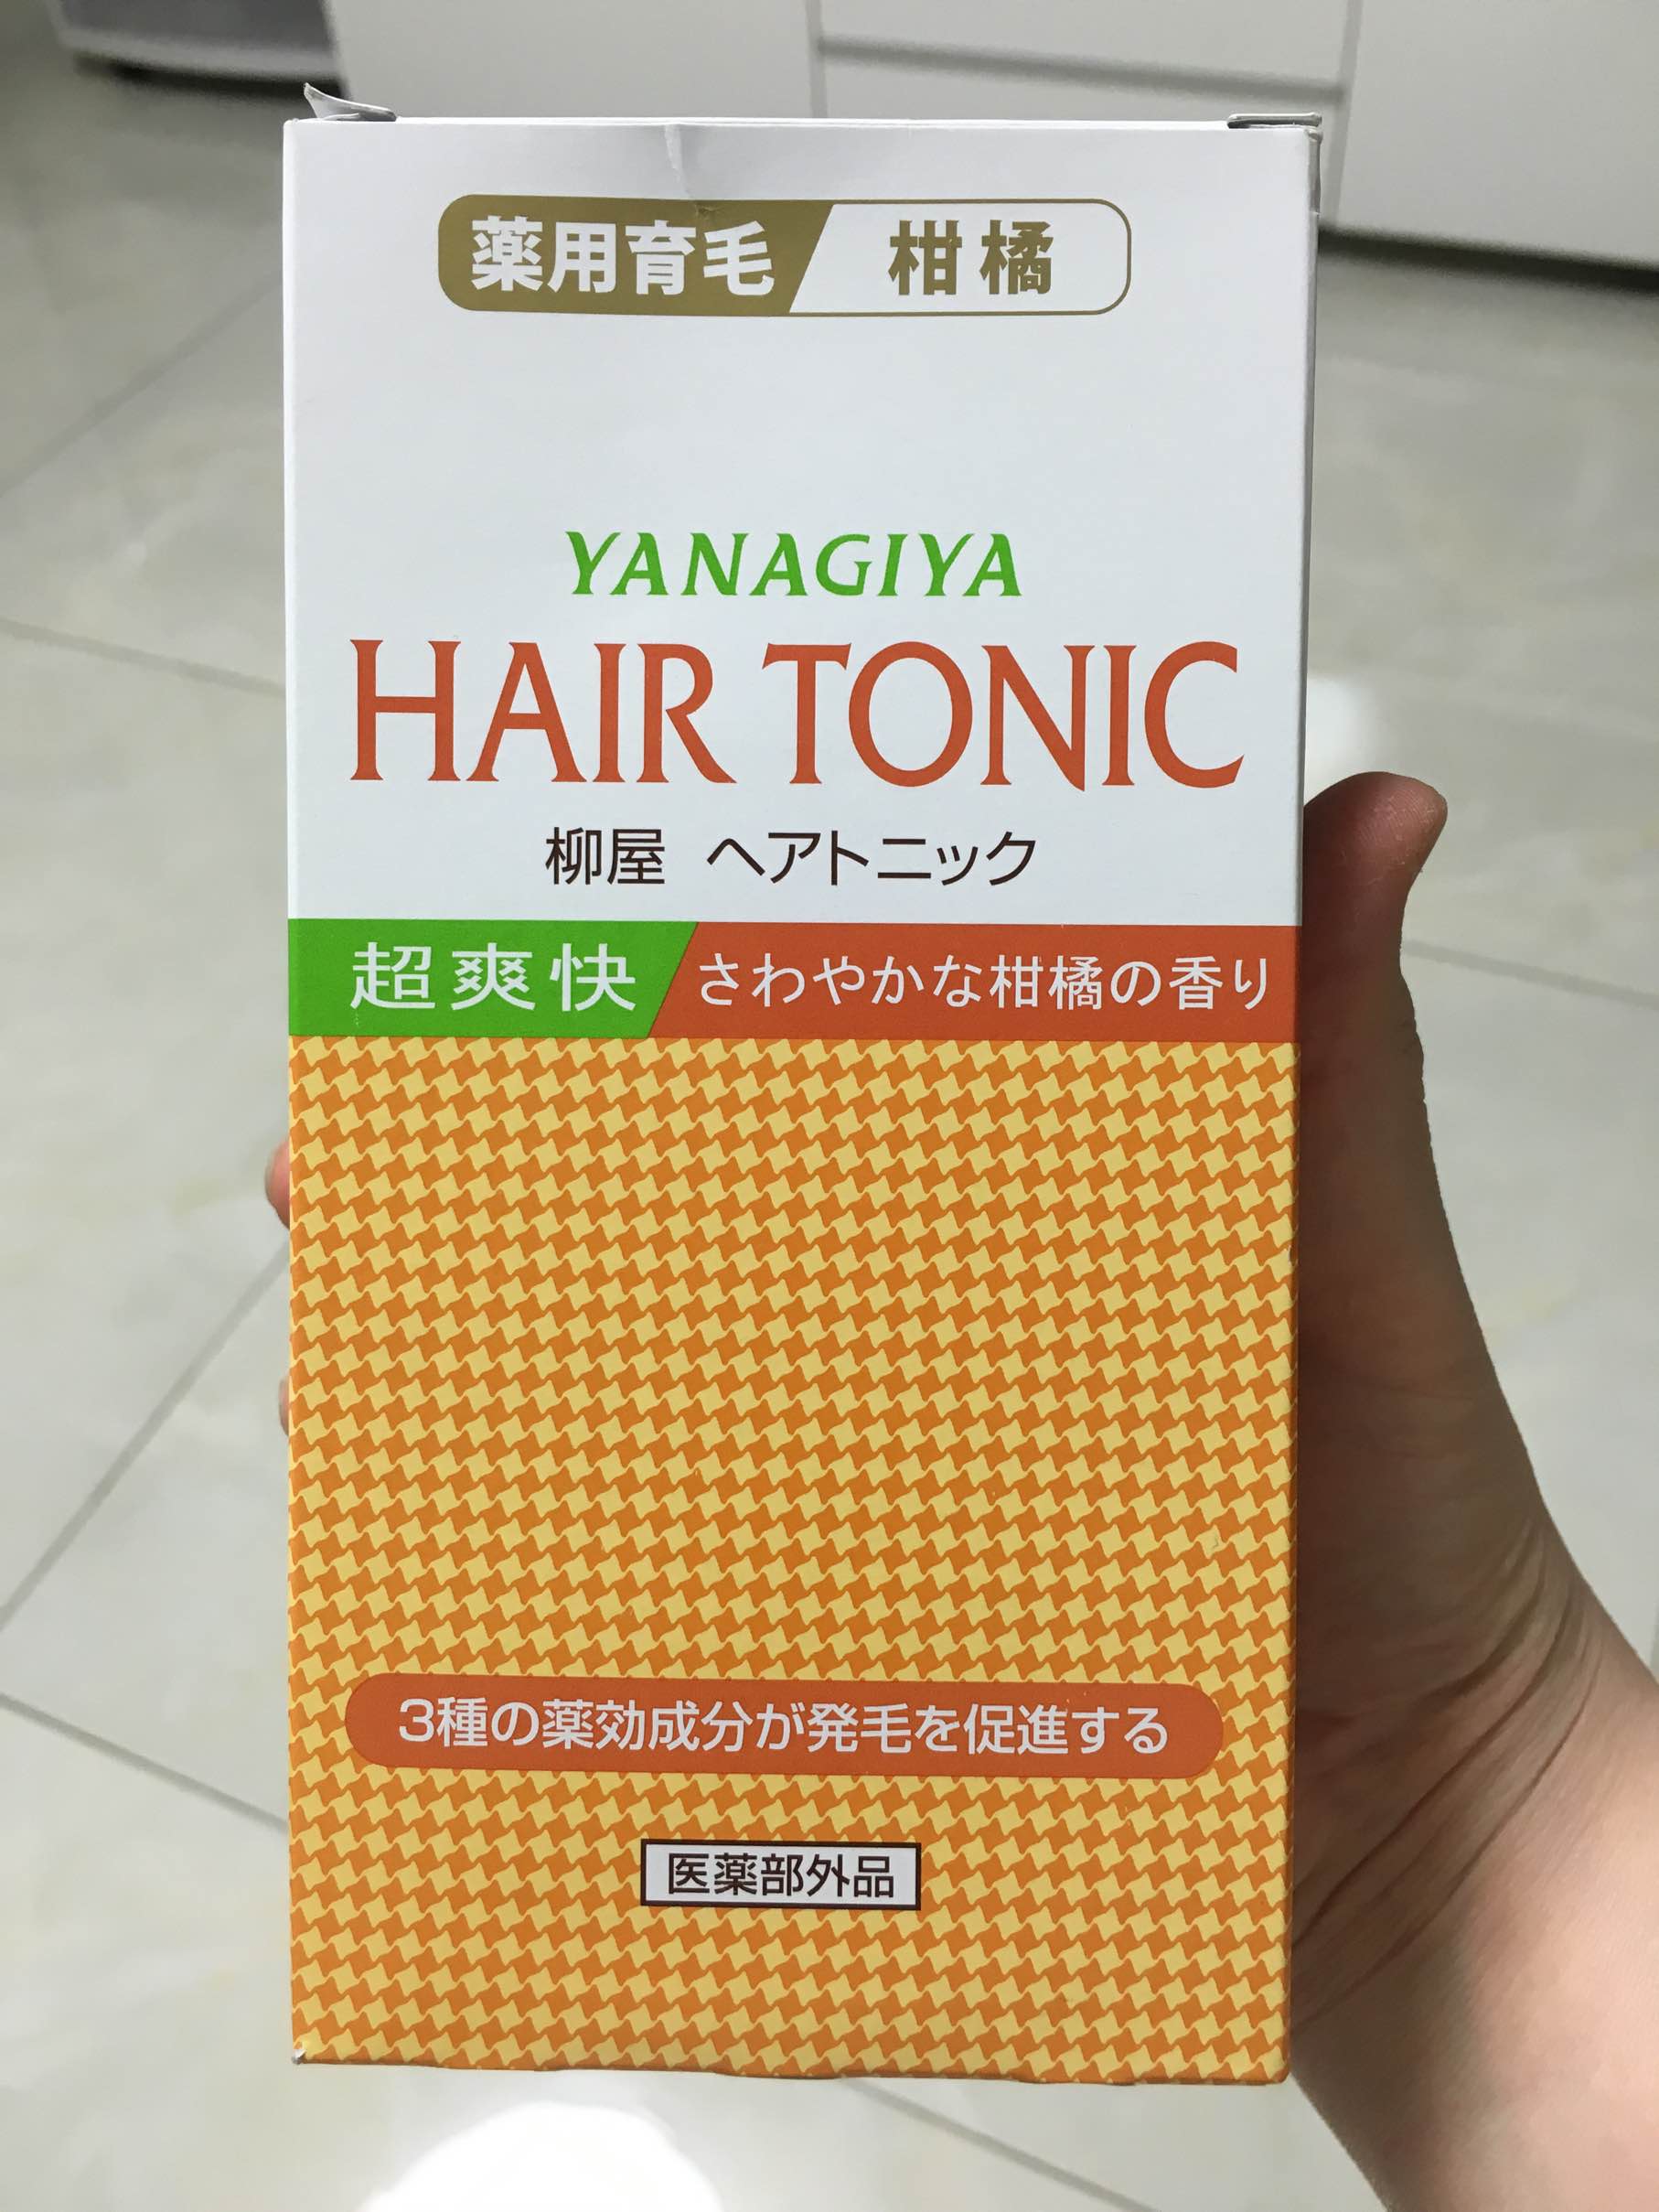 薬用育毛 柑橘
YANAGIYA
HAIR TONIC
柳屋 ヘアトニック
超爽快 さわやかな柑橘の香り
3種の薬効成分が発毛を促進する
医薬部外品